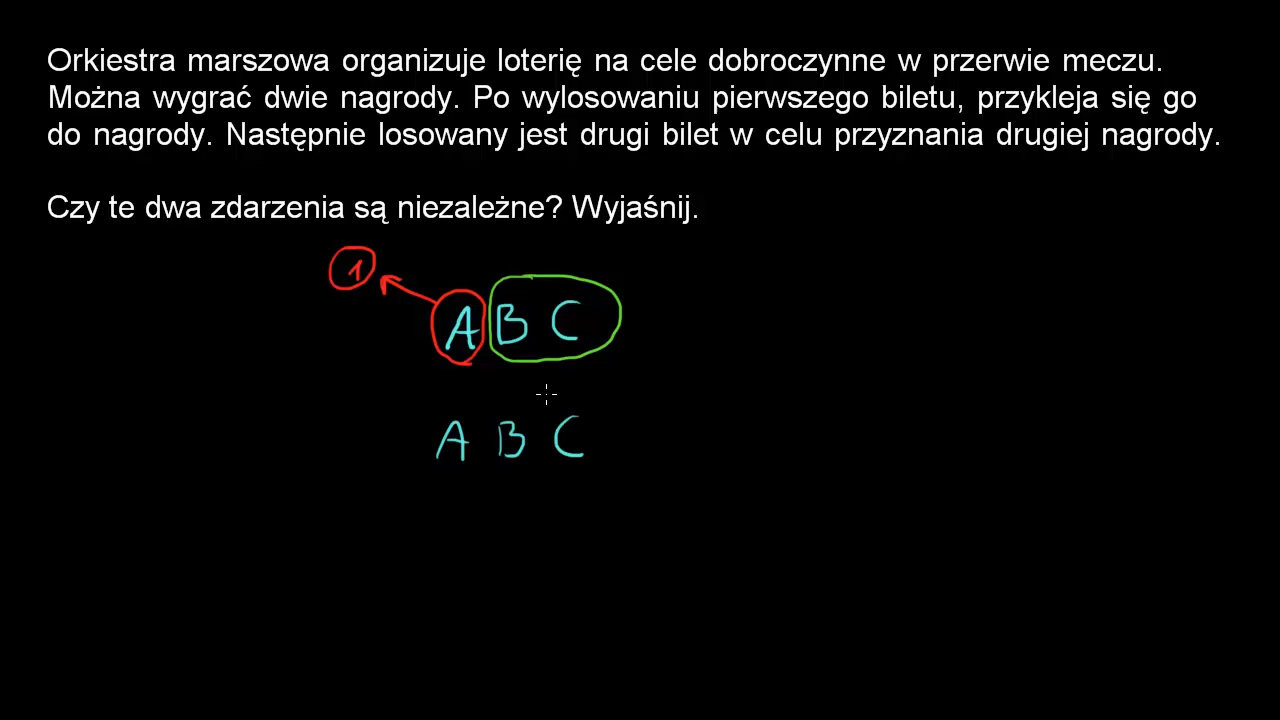 Orkiestra marszowa organizuje loterię na cele dobroczynne w przerwie meczu.
Można wygrać dwie nagrody. Po wylosowaniu pierwszego biletu, przykleja się go
do nagrody. Następnie losowany jest drugi bilet w celu przyznania drugiej nagrody.
Czy te dwa zdarzenia są niezależne? Wyjaśnij.
1
A B C
A B C